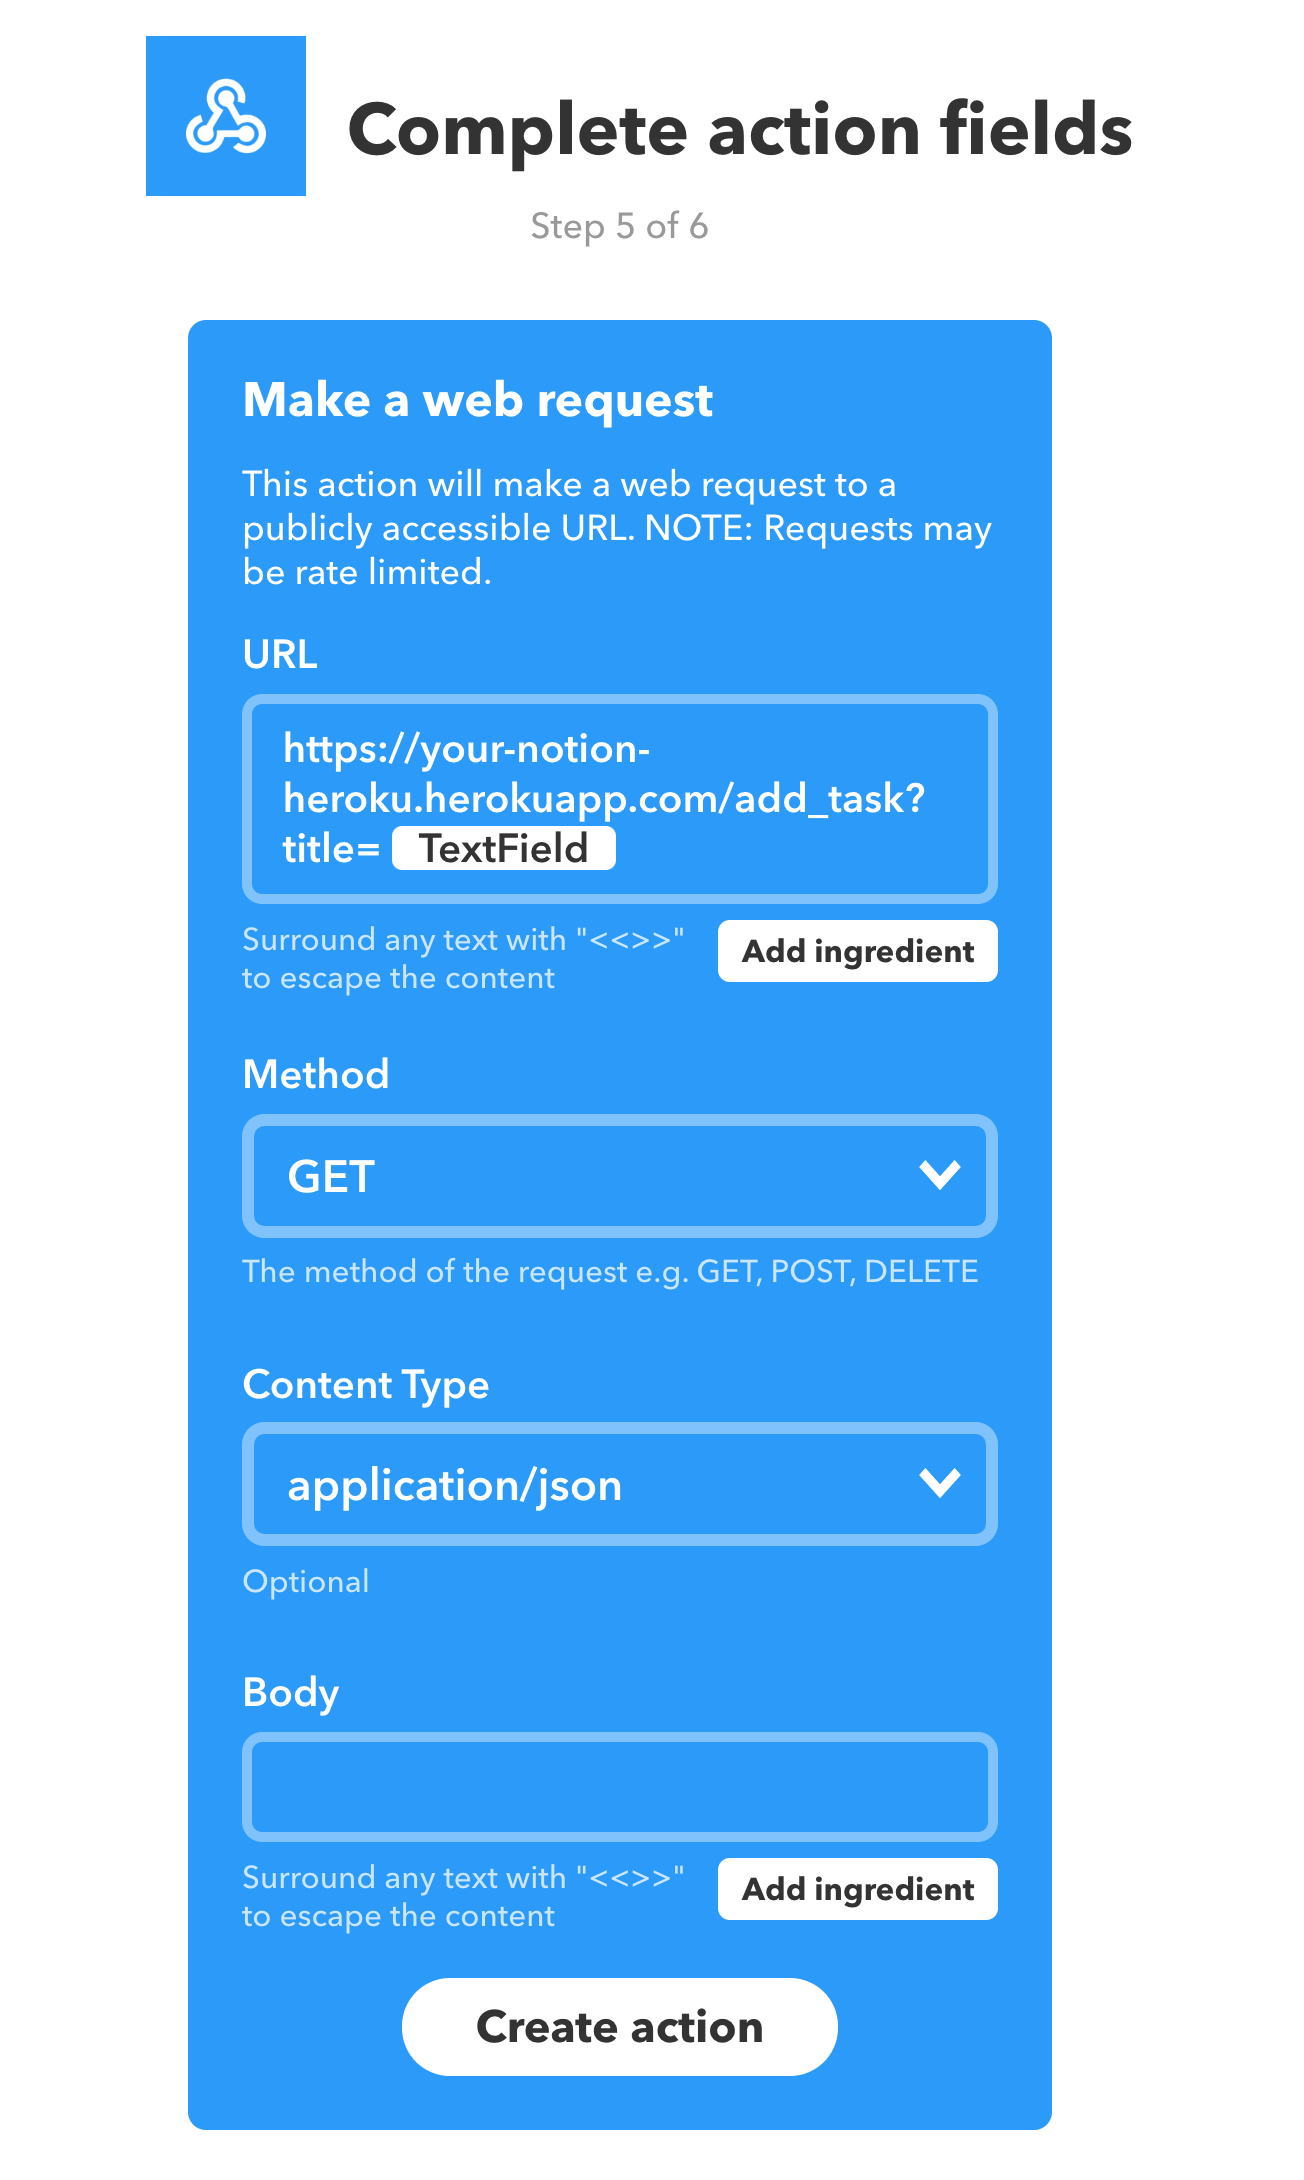 Complete action fields
Step 5 of 6
Make a web request
This action will make a web request to a
publicly accessible URL. NOTE: Requests may
be rate limited.
URL
https://your-notion-
heroku.herokuapp.com/add_task?
title= TextField
Surround any text with "<<>>"
to escape the content
Add ingredient
Method
GET
The method of the request e.g. GET, POST, DELETE
Content Type
application/json
Optional
Body
Surround any text with "<<>>"
to escape the content
Add ingredient
Create action